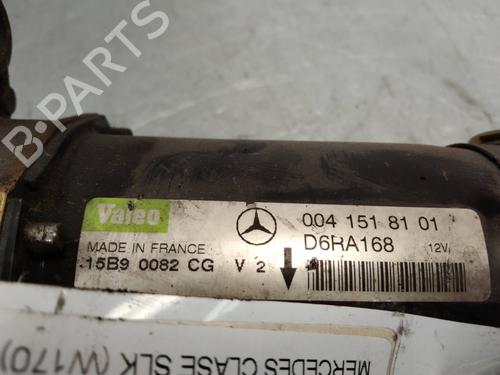 B-PARTS
Valeo
004 151 81 01
MADE IN FRANCE
D6RA168
12V
15B9 0082 CG V 2
MERCEDES CLASE SLK (W170)